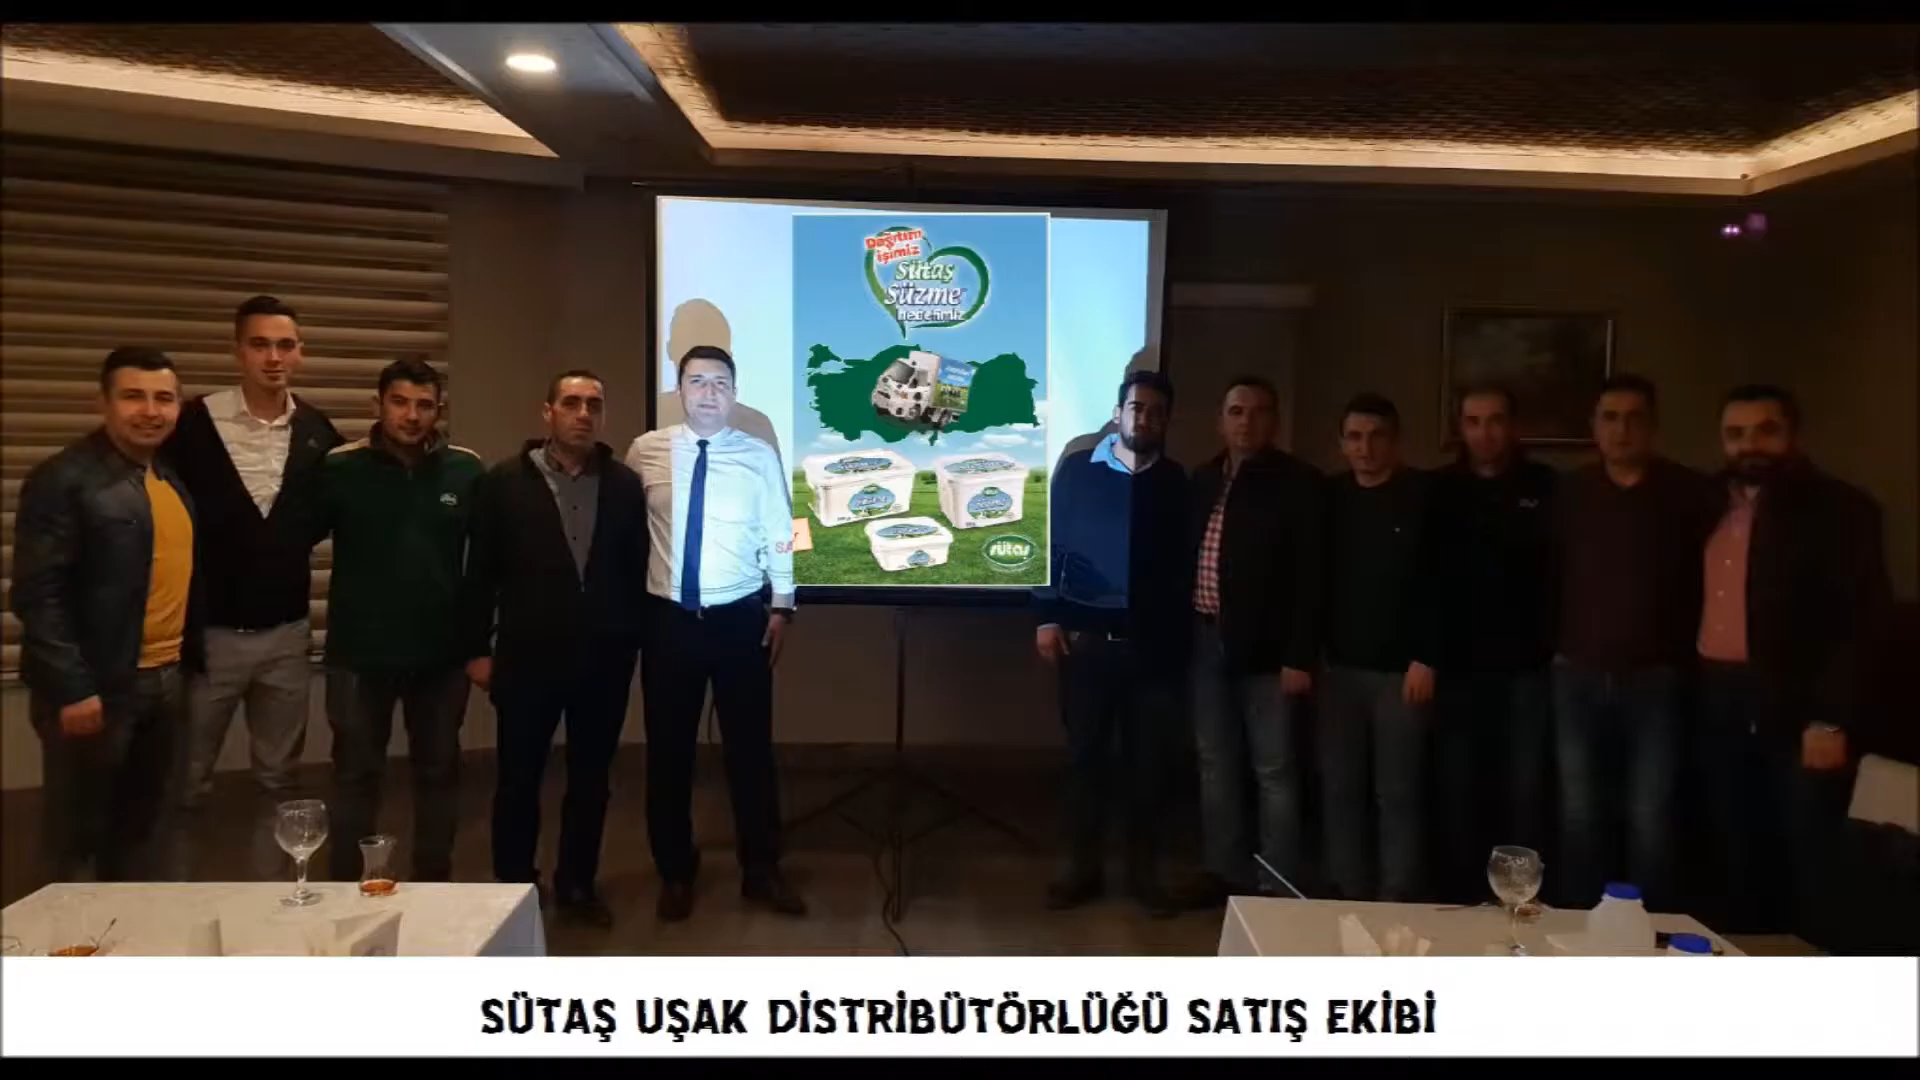 Dağıtım
işimiz
sütaş
süzme
hedefimiz
sütaş
SÜTAŞ UŞAK DİSTRİBÜTÖRLÜĞÜ SATIŞ EKİBİ